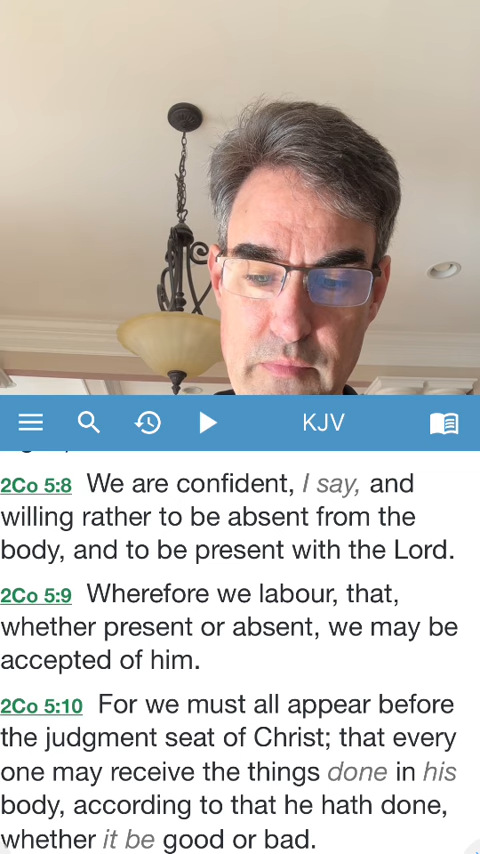 KJV
2Co 5:8 We are confident, I say, and
willing rather to be absent from the
body, and to be present with the Lord.
2Co 5:9 Wherefore we labour, that,
whether present or absent, we may be
accepted of him.
2Co 5:10 For we must all appear before
the judgment seat of Christ; that every
one may receive the things done in his
body, according to that he hath done,
whether it be good or bad.